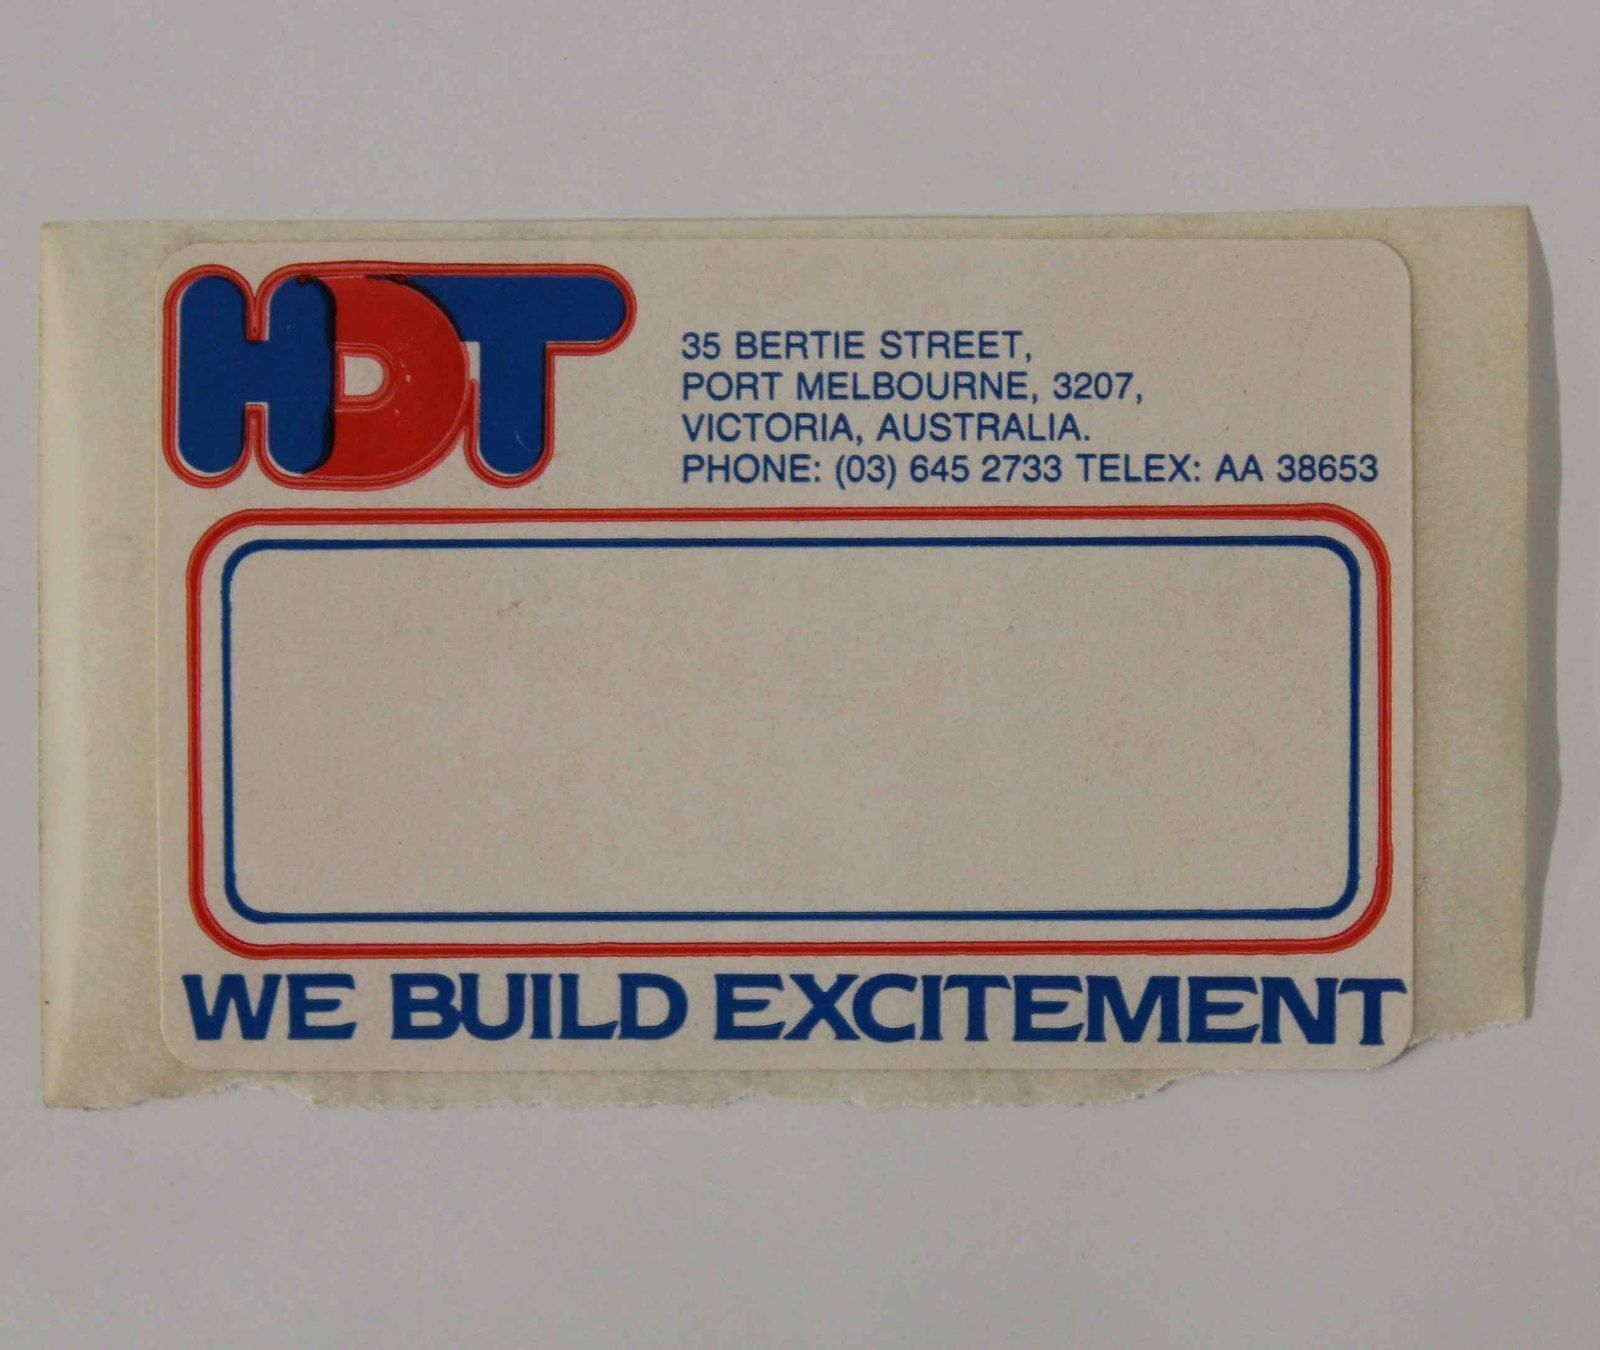 HDT
35 BERTIE STREET,
PORT MELBOURNE, 3207,
VICTORIA, AUSTRALIA.
PHONE: (03) 645 2733 TELEX: AA 38653
WE BUILD EXCITEMENT